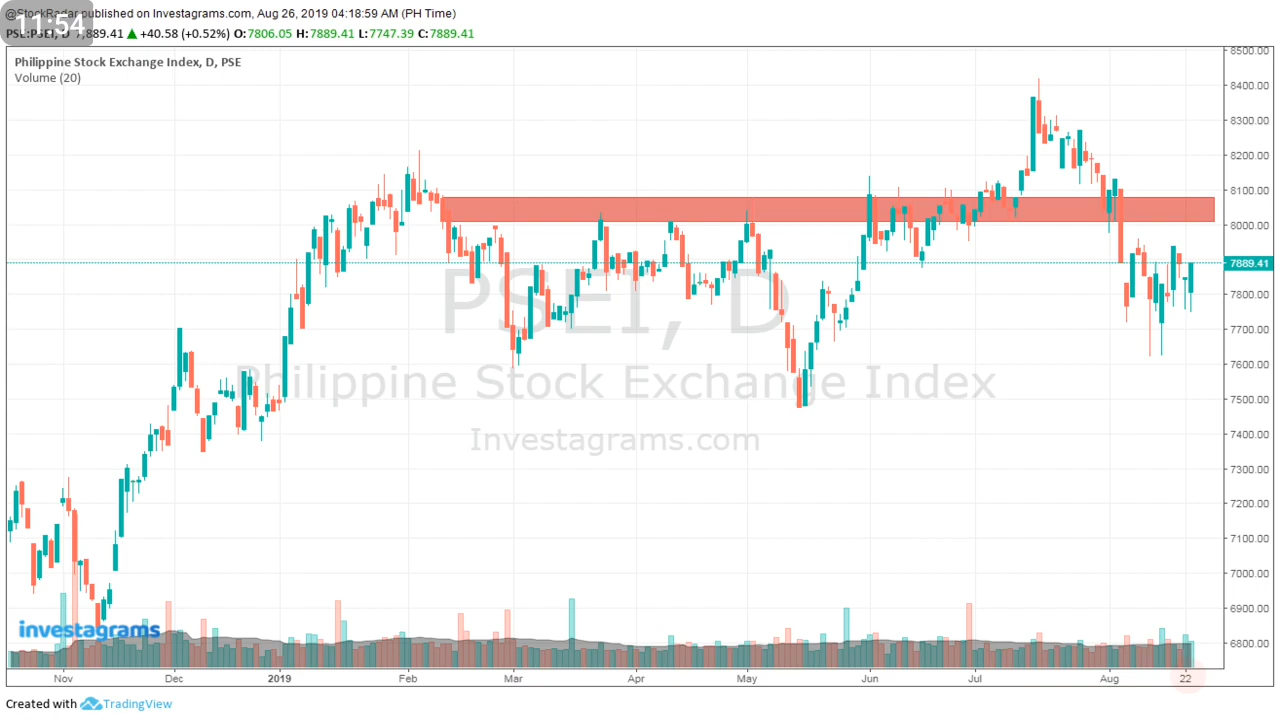 @StockRadar published on Investagrams.com, Aug 26, 2019 04:18:59 AM (PH Time)
11:54
PSE:PSEI, D 7,889.41 ▲ +40.58 (+0.52%) O:7806.05 H:7889.41 L:7747.39 C:7889.41
Philippine Stock Exchange Index, D, PSE
Volume (20)
8500.00
8400.00
8300.00
8200.00
8100.00
8000.00
7889.41
7800.00
7700.00
7600.00
7500.00
7400.00
7300.00
7200.00
7100.00
7000.00
6900.00
6800.00
PSEI, D
Philippine Stock Exchange Index
Investagrams.com
investagrams
Nov Dec 2019 Feb Mar Apr May Jun Jul Aug 22
Created with TradingView